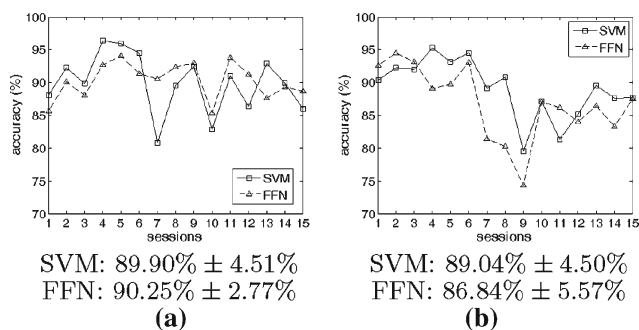 100
95
90
85
80
75
70
accuracy (%)
SVM
FFN
1 2 3 4 5 6 7 8 9 10 11 12 13 14 15
sessions
SVM: 89.90% ± 4.51%
FFN: 90.25% ± 2.77%
(a)
100
95
90
85
80
75
70
accuracy (%)
SVM
FFN
1 2 3 4 5 6 7 8 9 10 11 12 13 14 15
sessions
SVM: 89.04% ± 4.50%
FFN: 86.84% ± 5.57%
(b)